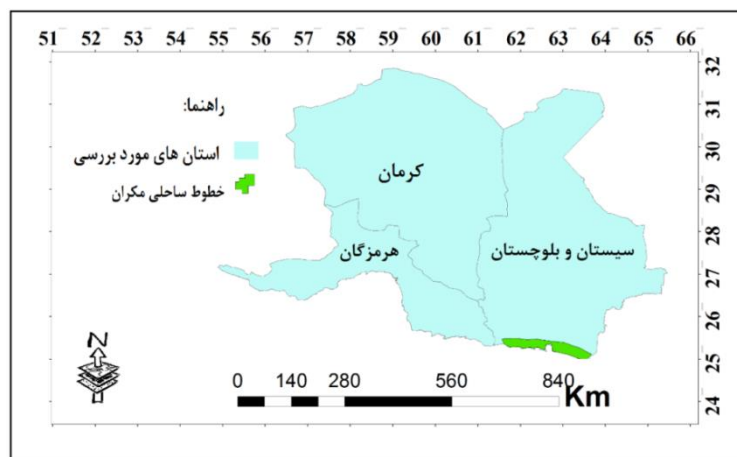 51 52 53 54 55 56 57 58 59 60 61 62 63 64 65 66
32
31
30
29
28
27
26
25
24
راهنما:
استان های مورد بررسی
خطوط ساحلی مکران
کرمان
هرمزگان
سیستان و بلوچستان
N
0 140 280 560 840
Km